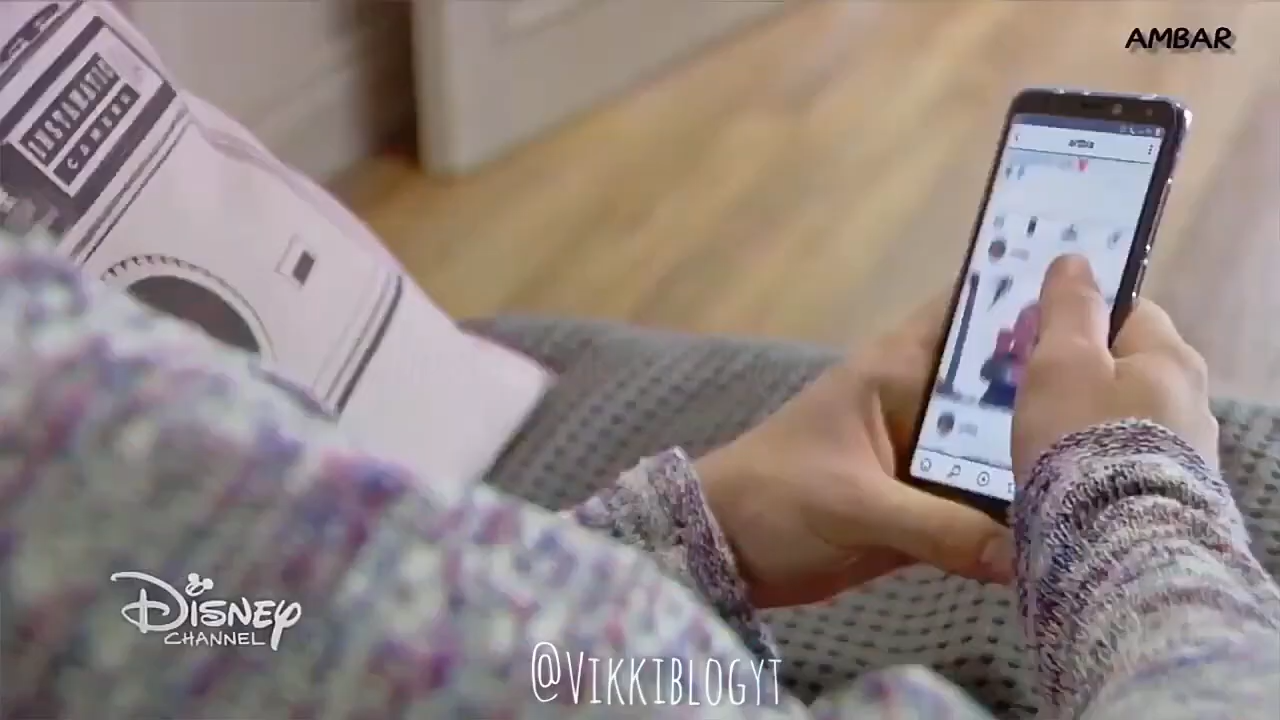 AMBAR
INSTAMATIC
CAMERA
DISNEY
CHANNEL
@VIKKIBLOGYT